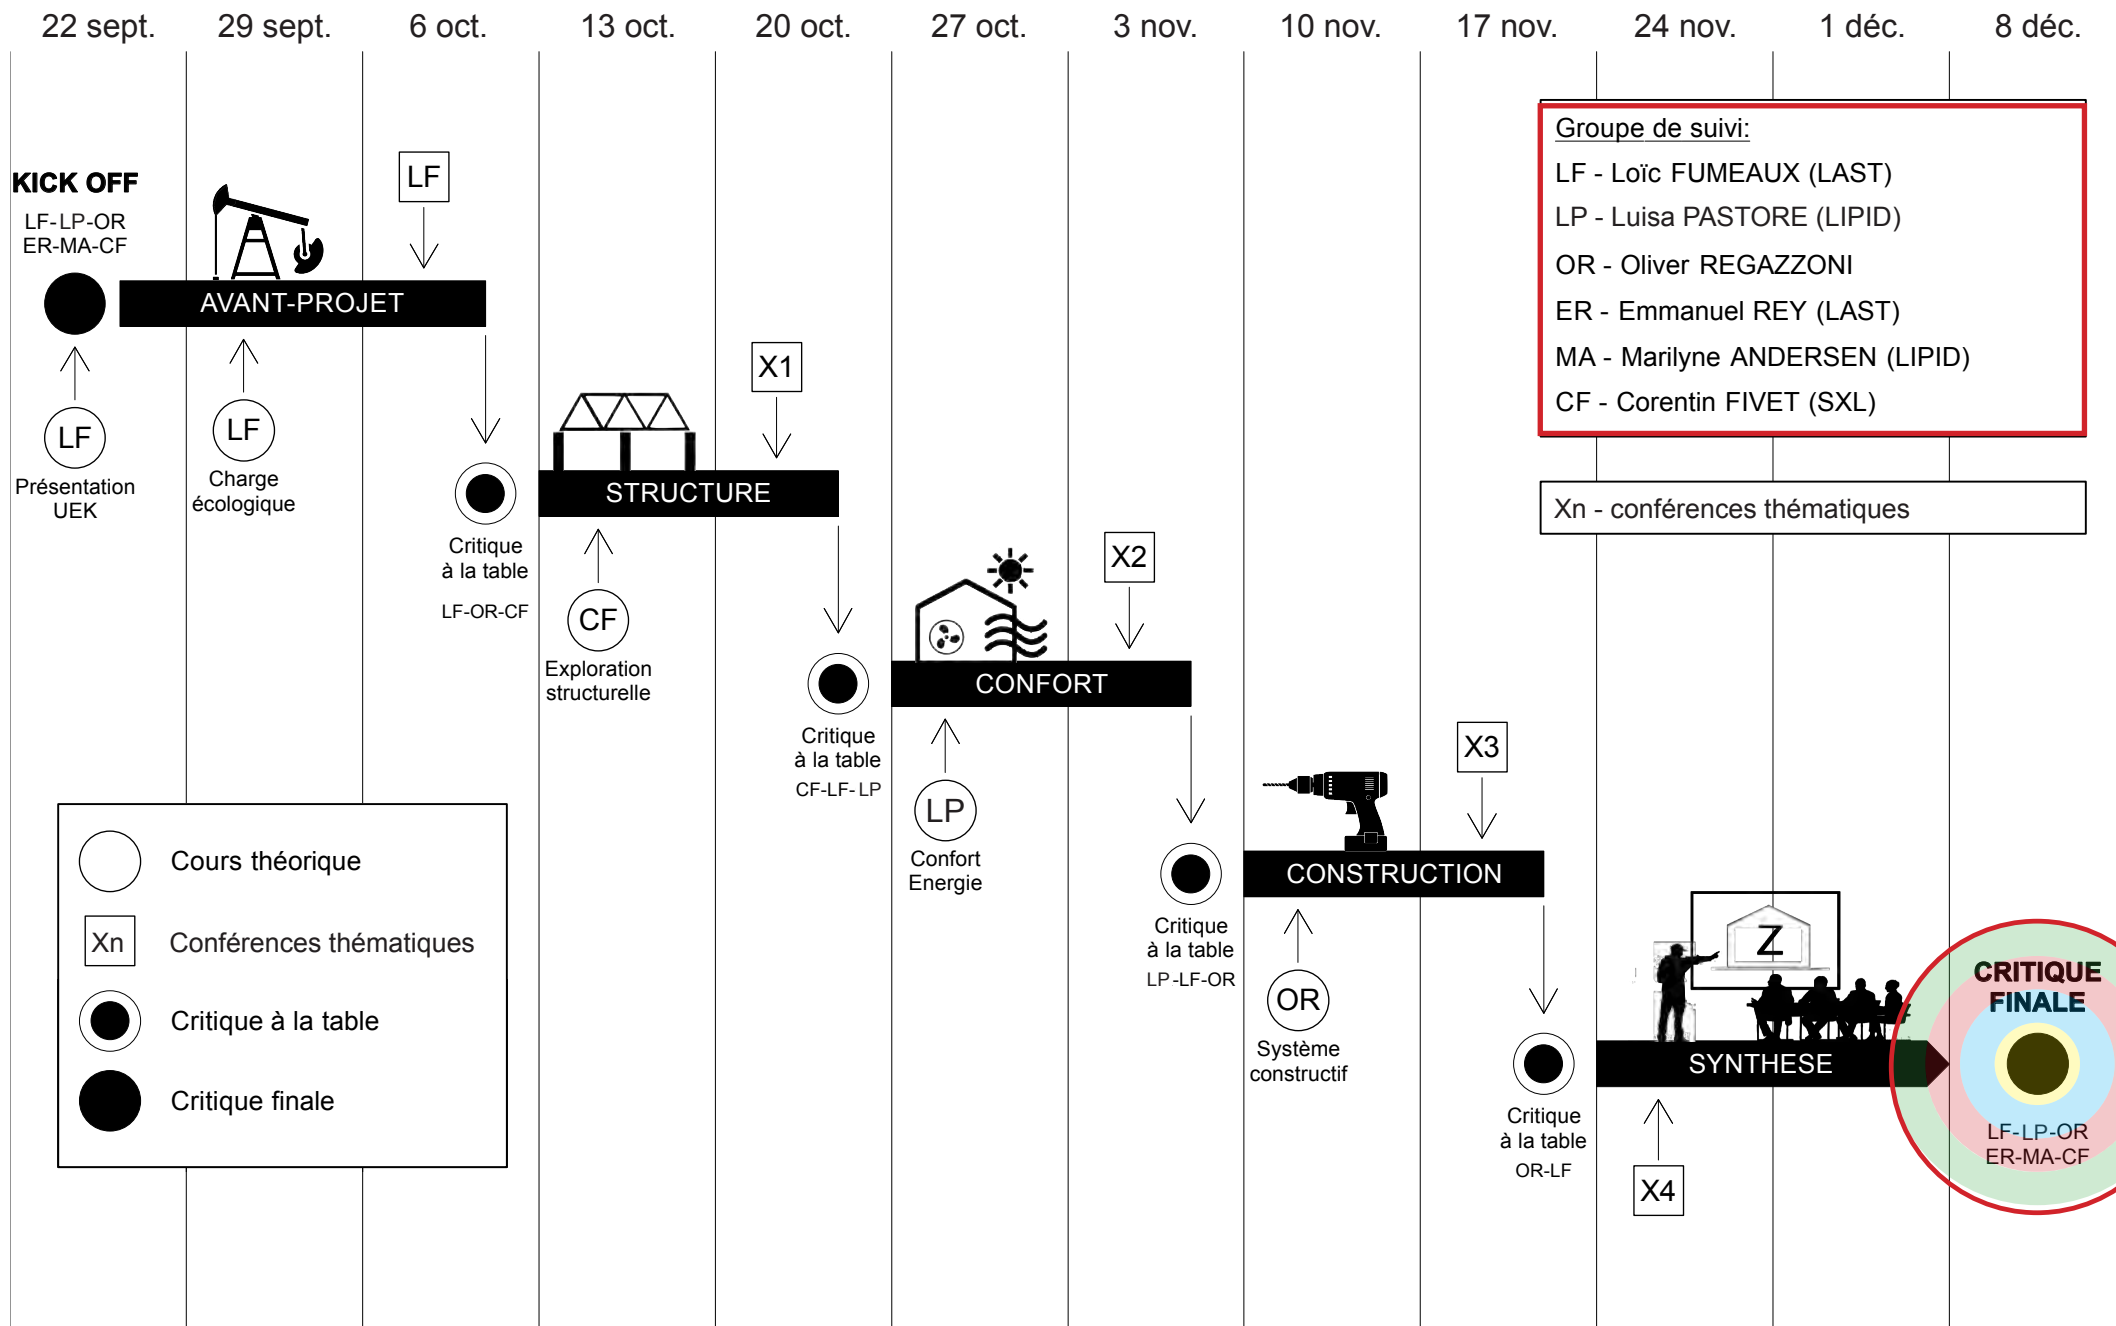 22 sept.
29 sept.
6 oct.
13 oct.
20 oct.
27 oct.
3 nov.
10 nov.
17 nov.
24 nov.
1 déc.
8 déc.
KICK OFF
LF-LP-OR
ER-MA-CF
LF
Présentation
UEK
AVANT-PROJET
LF
Charge
écologique
LF
Critique
à la table
LF-OR-CF
STRUCTURE
CF
Exploration
structurelle
X1
Critique
à la table
CF-LF-LP
CONFORT
LP
Confort
Energie
X2
Critique
à la table
LP-LF-OR
CONSTRUCTION
OR
Système
constructif
X3
Critique
à la table
OR-LF
Z
SYNTHESE
X4
CRITIQUE
FINALE
LF-LP-OR
ER-MA-CF
Groupe de suivi:
LF - Loïc FUMEAUX (LAST)
LP - Luisa PASTORE (LIPID)
OR - Oliver REGAZZONI
ER - Emmanuel REY (LAST)
MA - Marilyne ANDERSEN (LIPID)
CF - Corentin FIVET (SXL)
Xn - conférences thématiques
Cours théorique
Xn
Conférences thématiques
Critique à la table
Critique finale